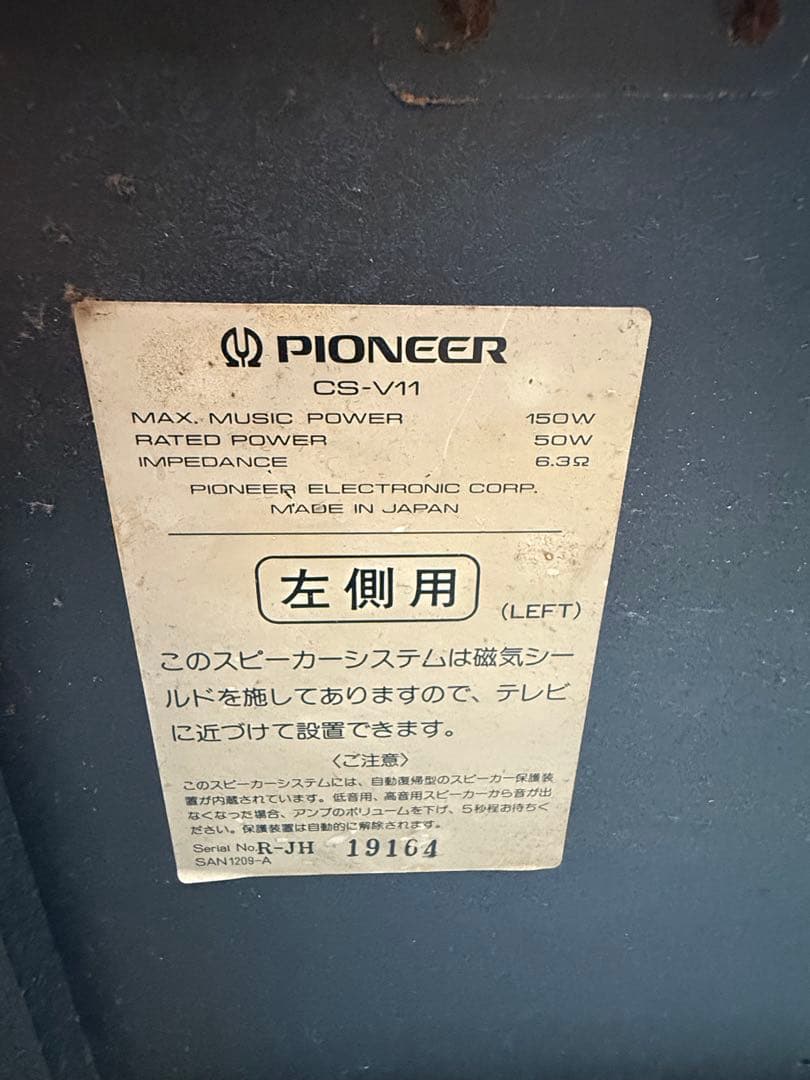 PIONEER
CS-V11
MAX. MUSIC POWER 150W
RATED POWER 50W
IMPEDANCE 6.3Ω
PIONEER ELECTRONIC CORP.
MADE IN JAPAN
左側用 (LEFT)
このスピーカーシステムは磁気シー
ルドを施してありますので、テレビ
に近づけて設置できます。
〈ご注意〉
このスピーカーシステムには、自動復帰型のスピーカー保護装
置が内蔵されています。低音用、高音用スピーカーから音が出
なくなった場合、アンプのボリュームを下げ、5秒程お待ちく
ださい。保護装置は自動的に解除されます。
Serial No.R-JH 19164
SAN1209-A